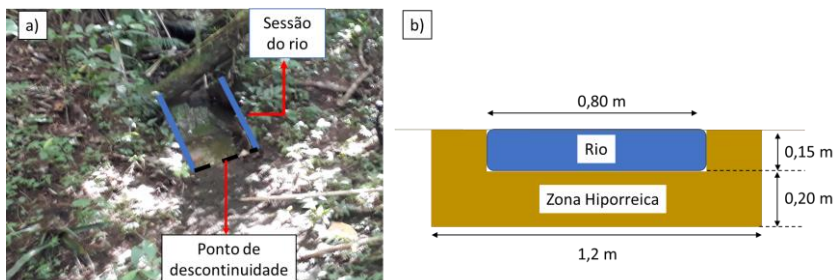 a)
Sessão
do rio
Ponto de
descontinuidade
b)
0,80 m
Rio
0,15 m
Zona Hiporreica
0,20 m
1,2 m